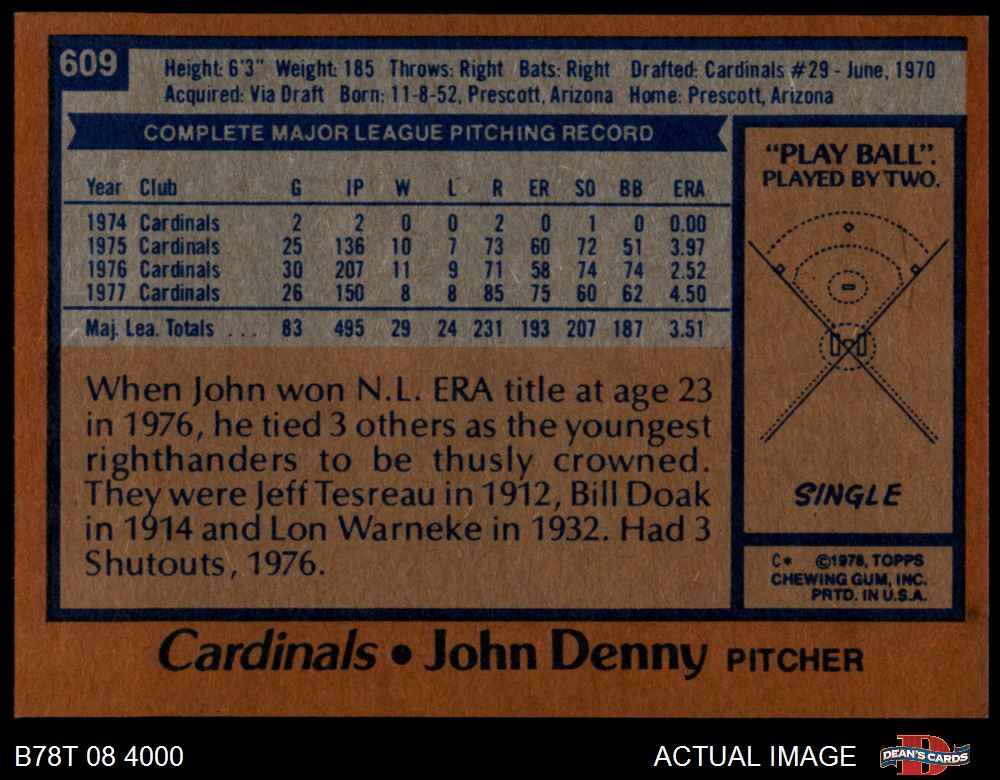 609
Height: 6'3" Weight: 185 Throws: Right Bats: Right Drafted: Cardinals #29 - June, 1970
Acquired: Via Draft Born: 11-8-52, Prescott, Arizona Home: Prescott, Arizona
COMPLETE MAJOR LEAGUE PITCHING RECORD
Year Club G IP W L R ER SO BB ERA
1974 Cardinals 2 2 0 0 2 0 1 0 0.00
1975 Cardinals 25 136 10 7 73 60 72 51 3.97
1976 Cardinals 30 207 11 9 71 58 74 74 2.52
1977 Cardinals 26 150 8 8 85 75 60 62 4.50
Maj. Lea. Totals . . . 83 495 29 24 231 193 207 187 3.51
When John won N.L. ERA title at age 23
in 1976, he tied 3 others as the youngest
righthanders to be thusly crowned.
They were Jeff Tesreau in 1912, Bill Doak
in 1914 and Lon Warneke in 1932. Had 3
Shutouts, 1976.
"PLAY BALL".
PLAYED BY TWO.
SINGLE
C* ©1978, TOPPS
CHEWING GUM, INC.
PRTD. IN U.S.A.
Cardinals • John Denny PITCHER
B78T 08 4000
ACTUAL IMAGE
D
DEAN'S CARDS